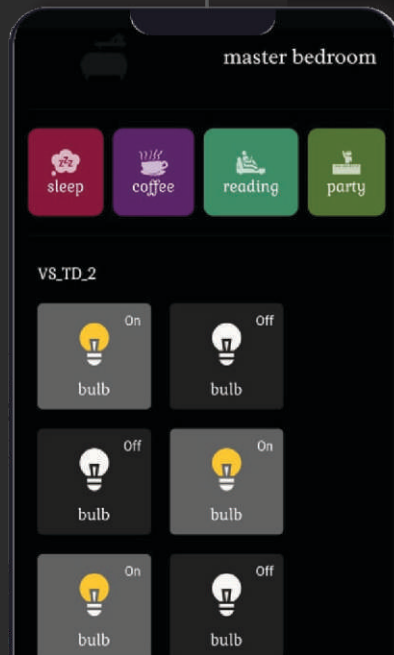 master bedroom
zzz
sleep coffee reading party
VS_TD_2
On Off
bulb bulb
Off On
bulb bulb
On Off
bulb bulb